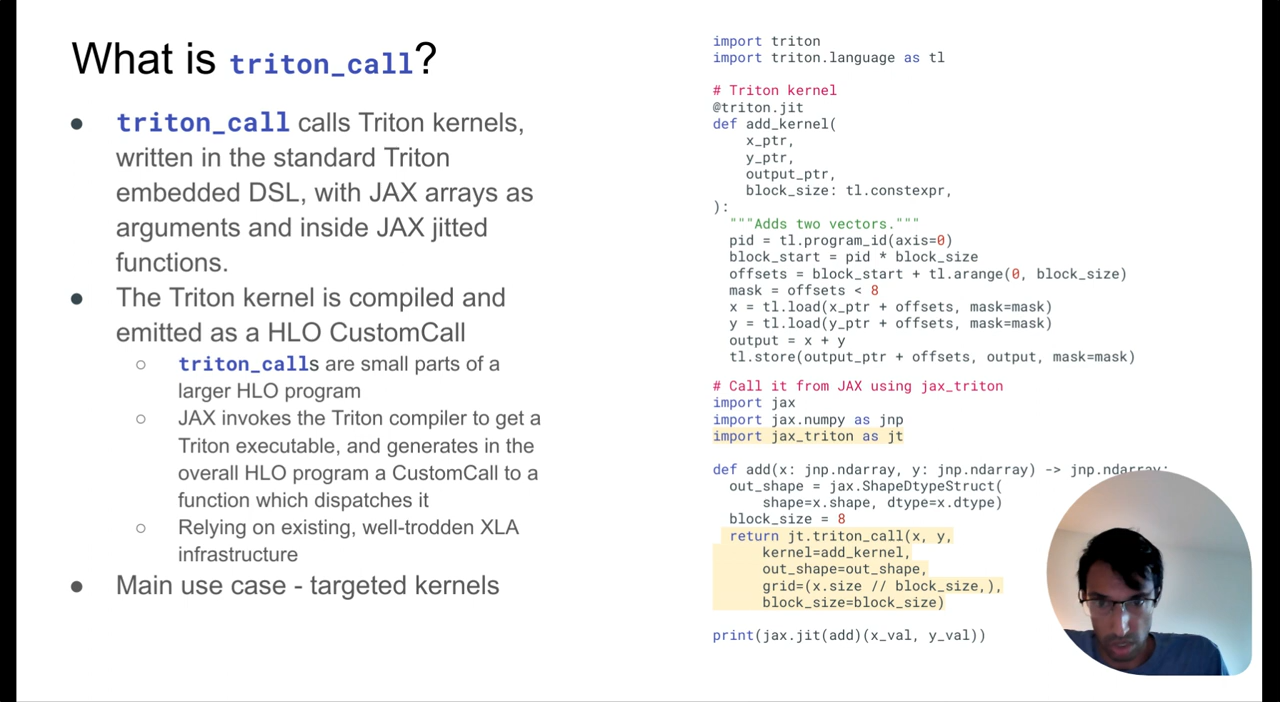 What is triton_call?
● triton_call calls Triton kernels,
written in the standard Triton
embedded DSL, with JAX arrays as
arguments and inside JAX jitted
functions.
● The Triton kernel is compiled and
emitted as a HLO CustomCall
○ triton_calls are small parts of a
larger HLO program
○ JAX invokes the Triton compiler to get a
Triton executable, and generates in the
overall HLO program a CustomCall to a
function which dispatches it
○ Relying on existing, well-trodden XLA
infrastructure
● Main use case - targeted kernels
import triton
import triton.language as tl
# Triton kernel
@triton.jit
def add_kernel(
    x_ptr,
    y_ptr,
    output_ptr,
    block_size: tl.constexpr,
):
  """Adds two vectors."""
  pid = tl.program_id(axis=0)
  block_start = pid * block_size
  offsets = block_start + tl.arange(0, block_size)
  mask = offsets < 8
  x = tl.load(x_ptr + offsets, mask=mask)
  y = tl.load(y_ptr + offsets, mask=mask)
  output = x + y
  tl.store(output_ptr + offsets, output, mask=mask)
# Call it from JAX using jax_triton
import jax
import jax.numpy as jnp
import jax_triton as jt
def add(x: jnp.ndarray, y: jnp.ndarray) -> jnp.ndarray:
  out_shape = jax.ShapeDtypeStruct(
      shape=x.shape, dtype=x.dtype)
  block_size = 8
  return jt.triton_call(x, y,
      kernel=add_kernel,
      out_shape=out_shape,
      grid=(x.size // block_size,),
      block_size=block_size)
print(jax.jit(add)(x_val, y_val))